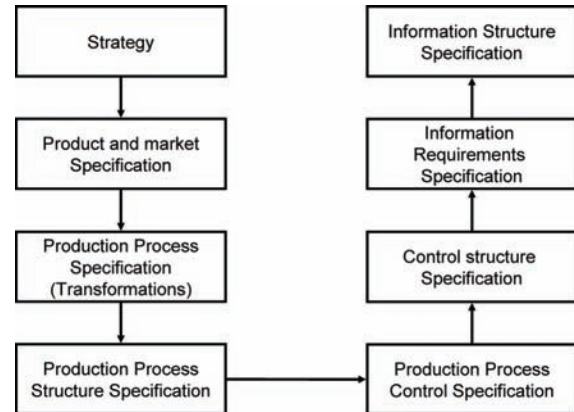 Strategy
Product and market
Specification
Production Process
Specification
(Transformations)
Production Process
Structure Specification
Production Process
Control Specification
Control structure
Specification
Information
Requirements
Specification
Information Structure
Specification